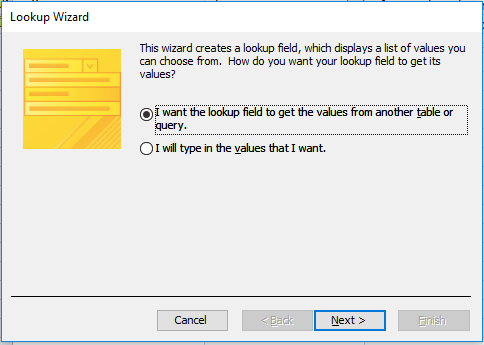 Lookup Wizard
This wizard creates a lookup field, which displays a list of values you
can choose from.  How do you want your lookup field to get its
values?
I want the lookup field to get the values from another table or
query.
I will type in the values that I want.
Cancel
< Back
Next >
Finish